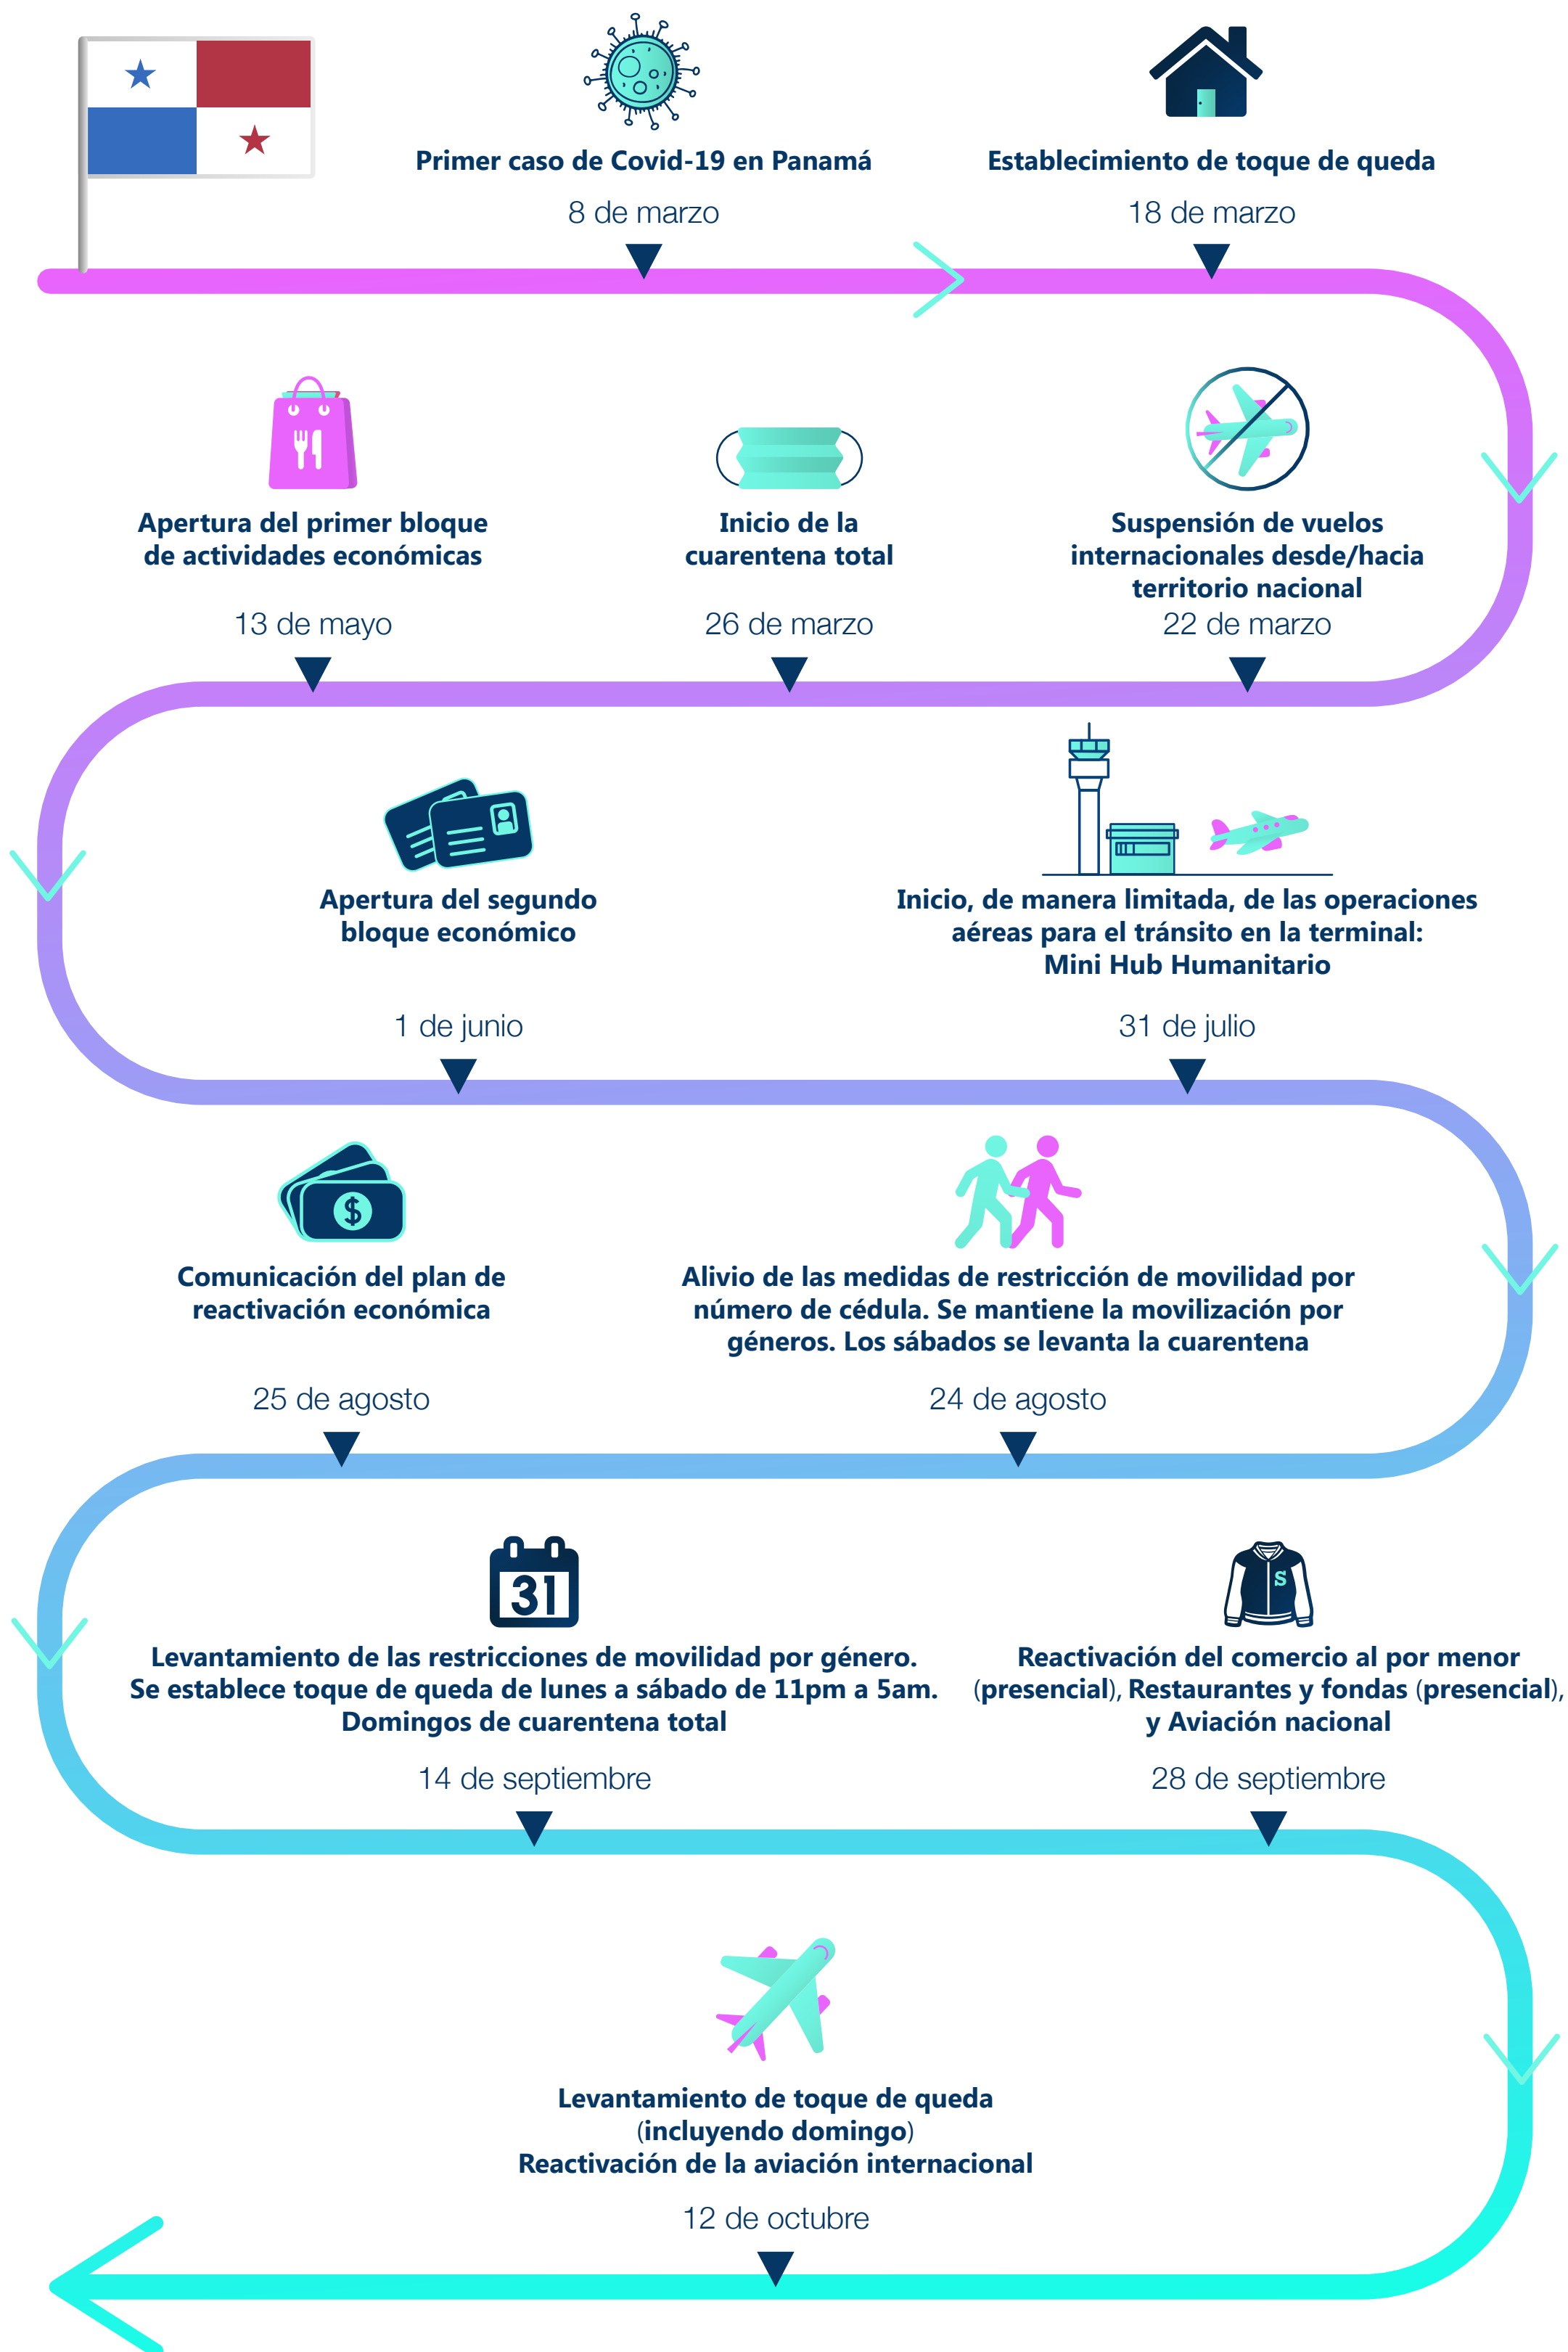 Primer caso de Covid-19 en Panamá
8 de marzo
Establecimiento de toque de queda
18 de marzo
Suspensión de vuelos
internacionales desde/hacia
territorio nacional
22 de marzo
Inicio de la
cuarentena total
26 de marzo
Apertura del primer bloque
de actividades económicas
13 de mayo
Apertura del segundo
bloque económico
1 de junio
Inicio, de manera limitada, de las operaciones
aéreas para el tránsito en la terminal:
Mini Hub Humanitario
31 de julio
Alivio de las medidas de restricción de movilidad por
número de cédula. Se mantiene la movilización por
géneros. Los sábados se levanta la cuarentena
24 de agosto
$
Comunicación del plan de
reactivación económica
25 de agosto
31
Levantamiento de las restricciones de movilidad por género.
Se establece toque de queda de lunes a sábado de 11pm a 5am.
Domingos de cuarentena total
14 de septiembre
S
Reactivación del comercio al por menor
(presencial), Restaurantes y fondas (presencial),
y Aviación nacional
28 de septiembre
Levantamiento de toque de queda
(incluyendo domingo)
Reactivación de la aviación internacional
12 de octubre